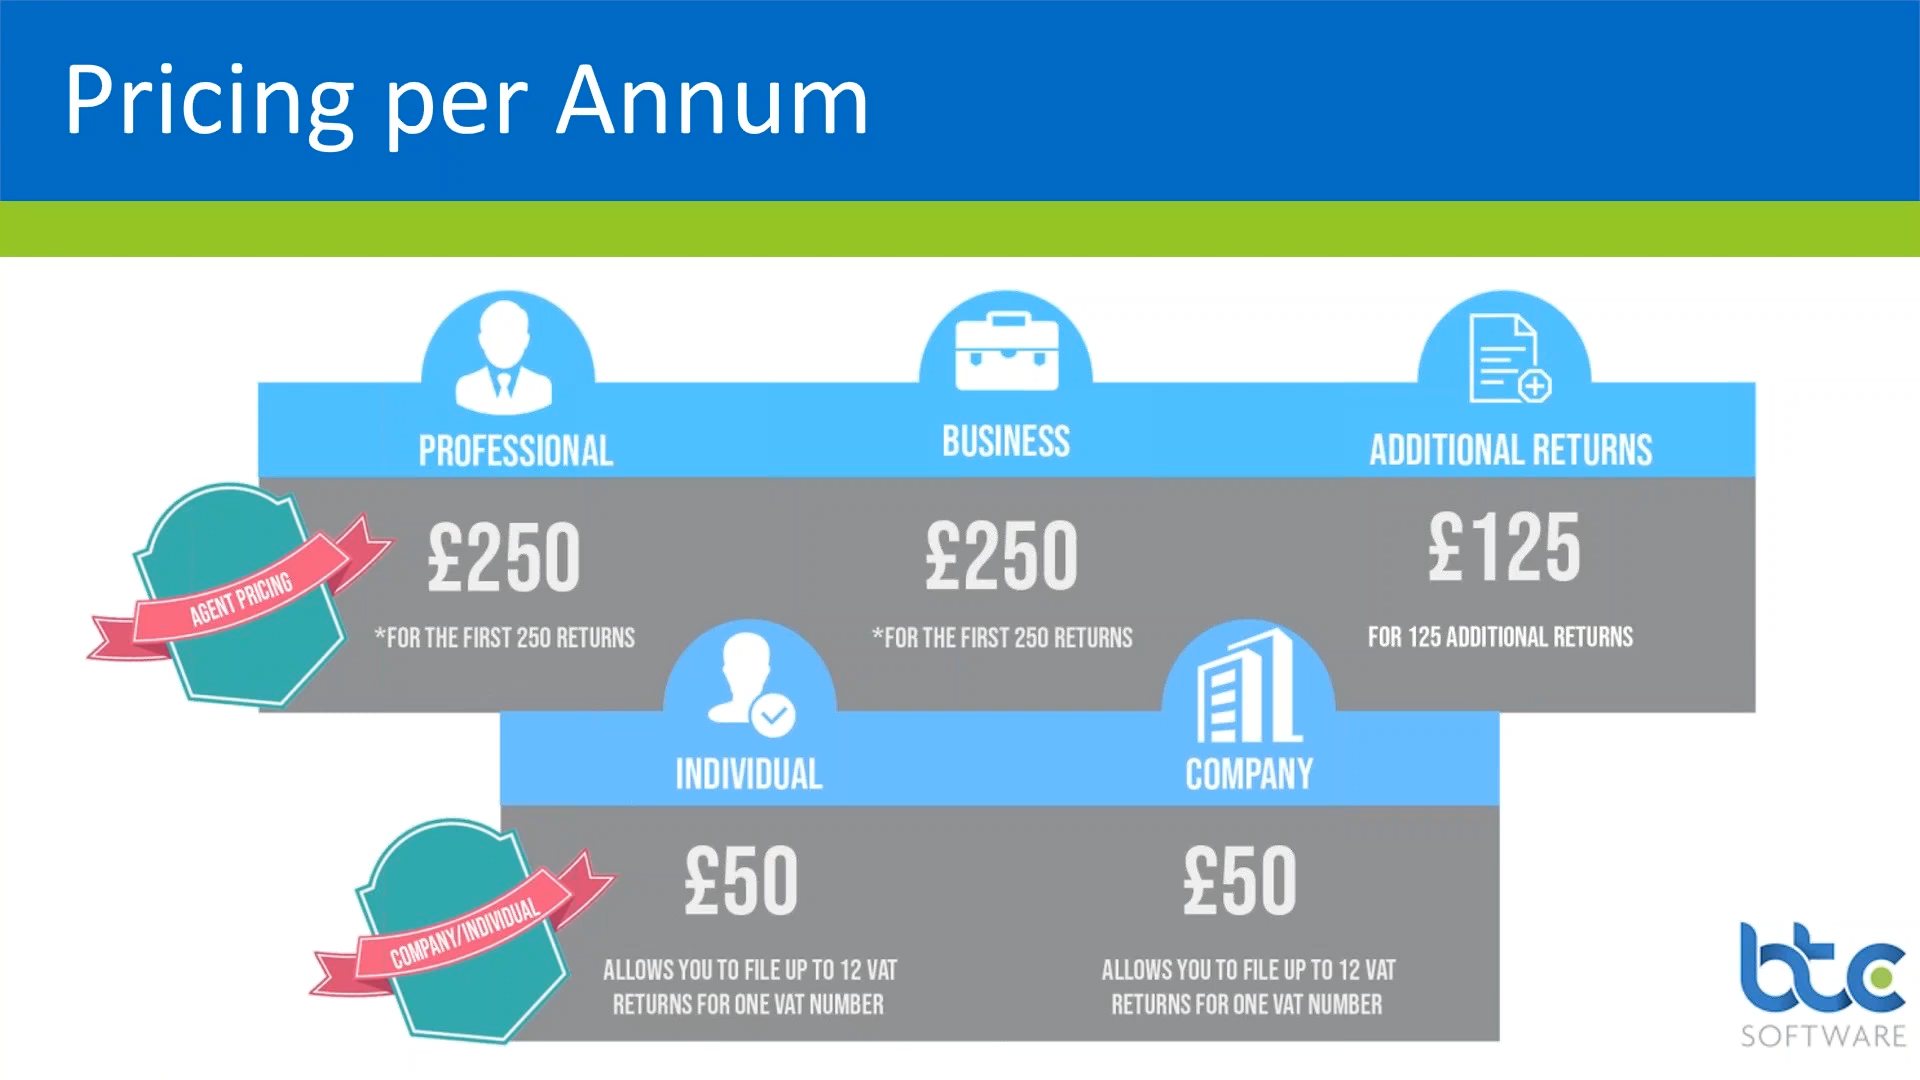 Pricing per Annum
PROFESSIONAL
BUSINESS
ADDITIONAL RETURNS
AGENT PRICING
£250
£250
£125
*FOR THE FIRST 250 RETURNS
*FOR THE FIRST 250 RETURNS
FOR 125 ADDITIONAL RETURNS
INDIVIDUAL
COMPANY
COMPANY/INDIVIDUAL
£50
£50
ALLOWS YOU TO FILE UP TO 12 VAT
RETURNS FOR ONE VAT NUMBER
ALLOWS YOU TO FILE UP TO 12 VAT
RETURNS FOR ONE VAT NUMBER
btc
SOFTWARE